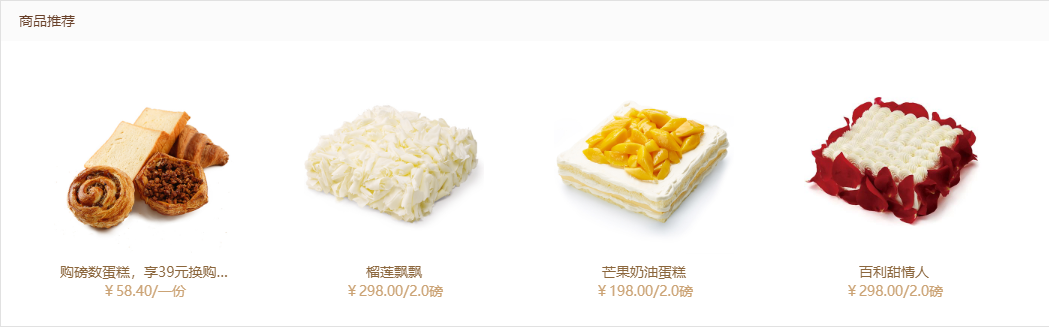 商品推荐
购磅数蛋糕，享39元换购...
￥58.40/一份
榴莲飘飘
￥298.00/2.0磅
芒果奶油蛋糕
￥198.00/2.0磅
百利甜情人
￥298.00/2.0磅